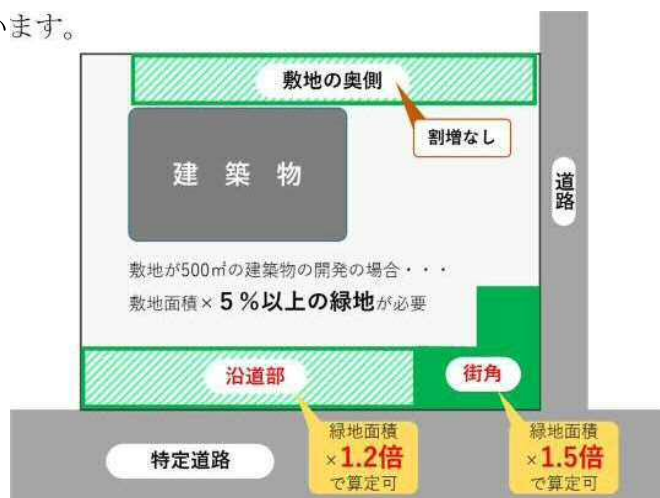 います。
敷地の奥側
割増なし
建 築 物
道路
敷地が500㎡の建築物の開発の場合・・・
敷地面積×５％以上の緑地が必要
沿道部
街角
緑地面積
×1.2倍
で算定可
緑地面積
×1.5倍
で算定可
特定道路